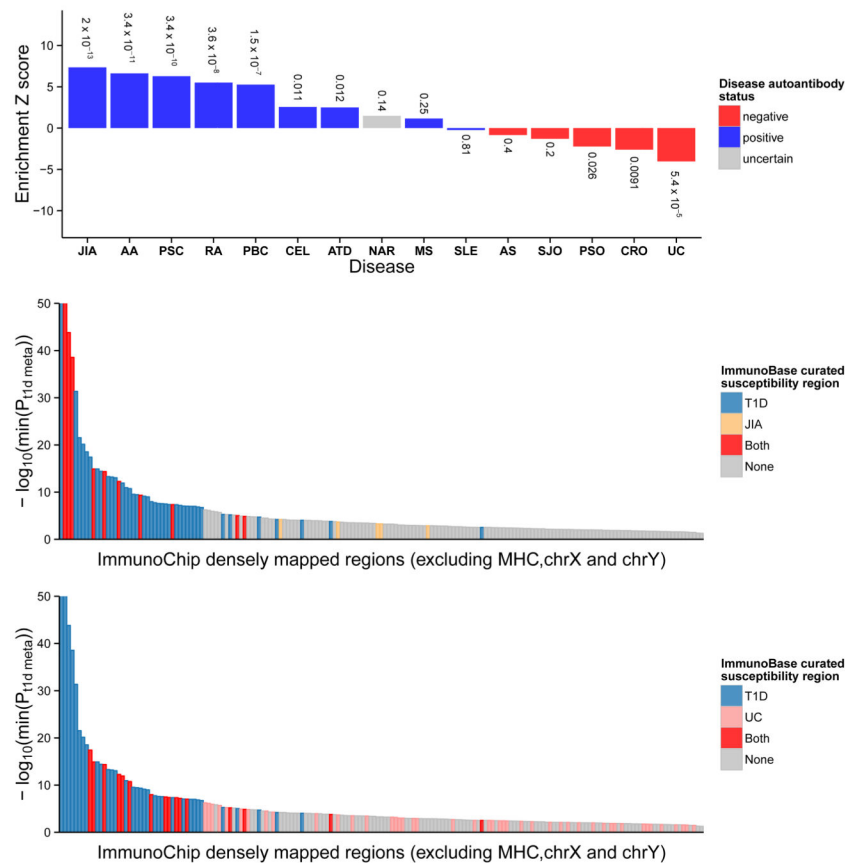 2 x 10⁻¹³
3.4 x 10⁻¹¹
3.4 x 10⁻¹⁰
3.6 x 10⁻⁸
1.5 x 10⁻⁷
0.011
0.012
0.14
0.25
0.81
0.4
0.2
0.026
0.0091
5.4 x 10⁻⁵
Enrichment Z score
10
5
0
−5
−10
JIA AA PSC RA PBC CEL ATD NAR MS SLE AS SJO PSO CRO UC
Disease
Disease autoantibody
status
negative
positive
uncertain
− log₁₀(min(P_t1d meta))
50
40
30
20
10
0
ImmunoChip densely mapped regions (excluding MHC,chrX and chrY)
ImmunoBase curated
susceptibility region
T1D
JIA
Both
None
− log₁₀(min(P_t1d meta))
50
40
30
20
10
0
ImmunoChip densely mapped regions (excluding MHC,chrX and chrY)
ImmunoBase curated
susceptibility region
T1D
UC
Both
None